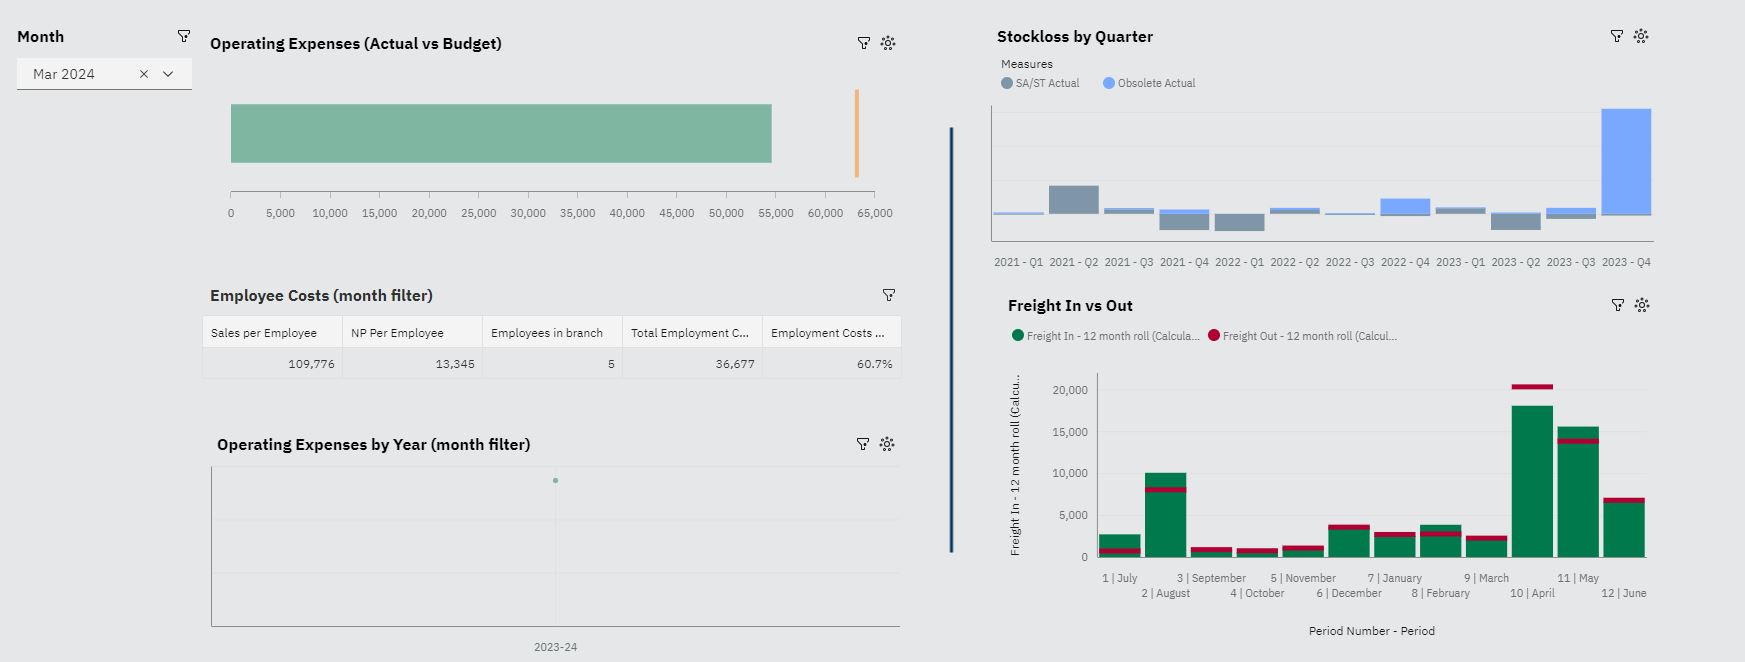 Month
Mar 2024
Operating Expenses (Actual vs Budget)
0 5,000 10,000 15,000 20,000 25,000 30,000 35,000 40,000 45,000 50,000 55,000 60,000 65,000
Employee Costs (month filter)
Sales per Employee NP Per Employee Employees in branch Total Employment C... Employment Costs ...
109,776 13,345 5 36,677 60.7%
Operating Expenses by Year (month filter)
2023-24
Stockloss by Quarter
Measures
SA/ST Actual Obsolete Actual
2021 - Q1 2021 - Q2 2021 - Q3 2021 - Q4 2022 - Q1 2022 - Q2 2022 - Q3 2022 - Q4 2023 - Q1 2023 - Q2 2023 - Q3 2023 - Q4
Freight In vs Out
Freight In - 12 month roll (Calcula... Freight Out - 12 month roll (Calcul...
Freight In - 12 month roll (Calcu...
20,000
15,000
10,000
5,000
0
1 | July 3 | September 5 | November 7 | January 9 | March 11 | May
2 | August 4 | October 6 | December 8 | February 10 | April 12 | June
Period Number - Period